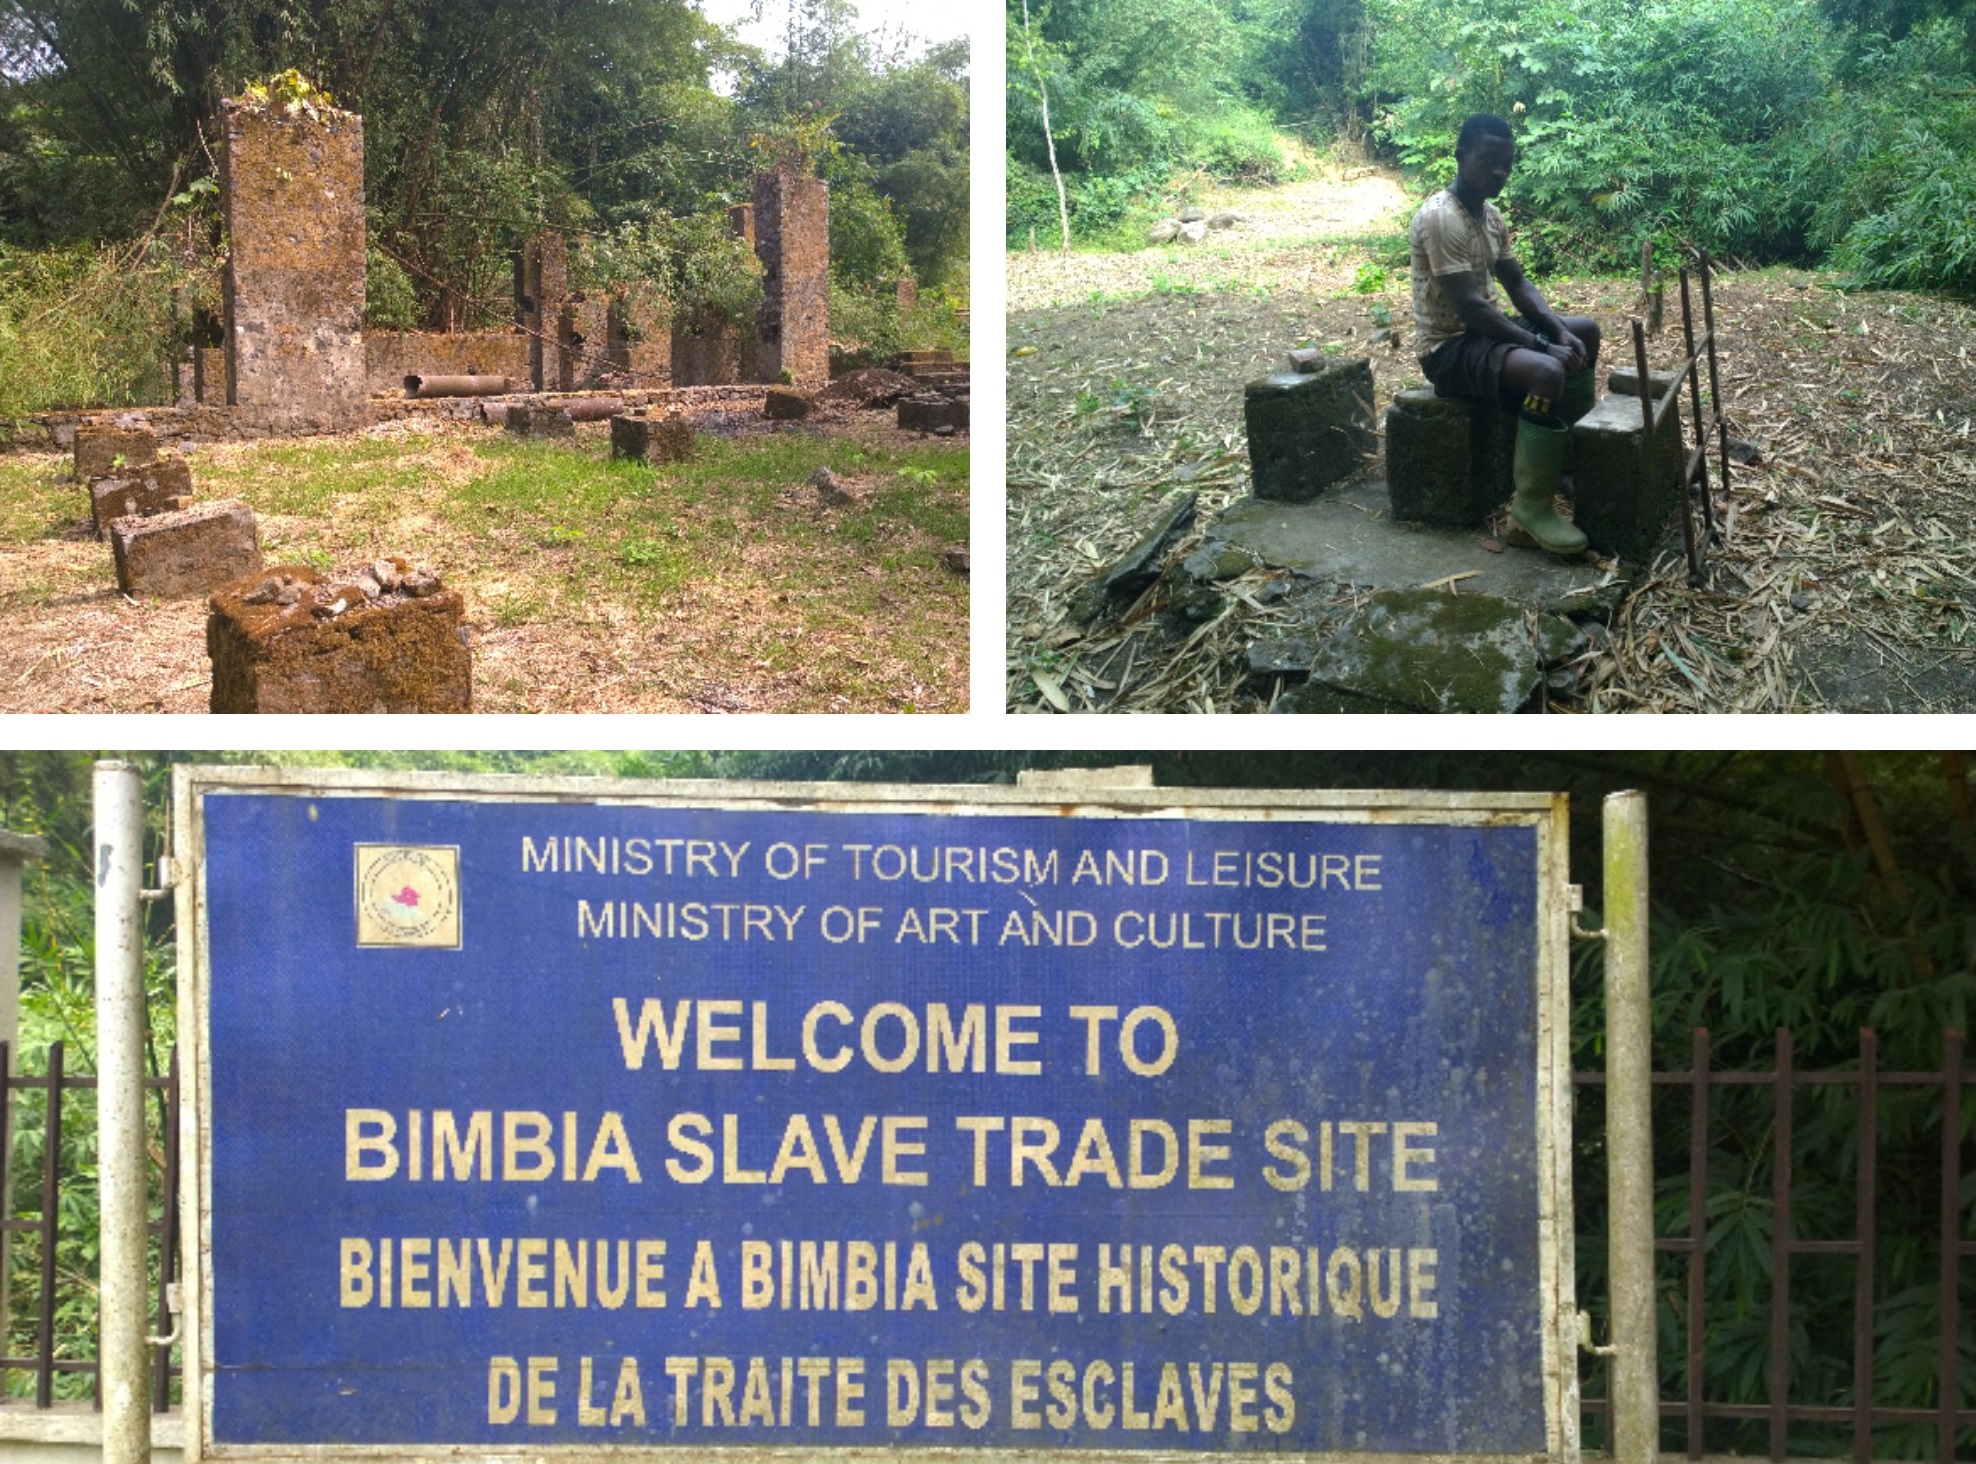 MINISTRY OF TOURISM AND LEISURE
MINISTRY OF ART AND CULTURE
WELCOME TO
BIMBIA SLAVE TRADE SITE
BIENVENUE A BIMBIA SITE HISTORIQUE
DE LA TRAITE DES ESCLAVES